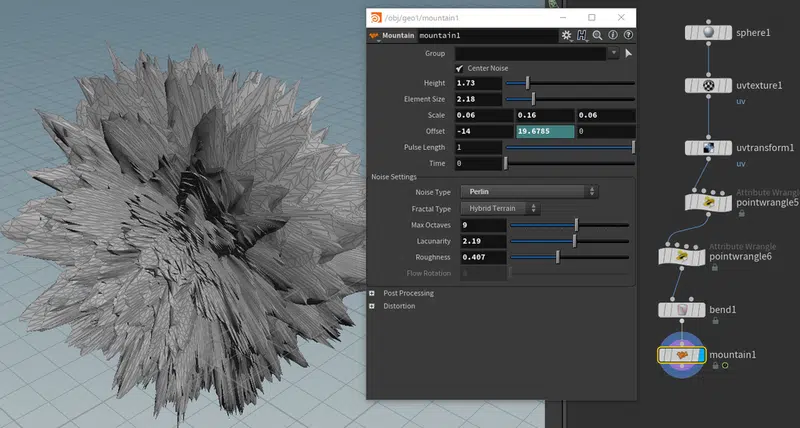 /obj/geo1/mountain1
Mountain mountain1
Group
Center Noise
Height 1.73
Element Size 2.18
Scale 0.06 0.16 0.06
Offset -14 19.6785 0
Pulse Length 1
Time 0
Noise Settings
Noise Type Perlin
Fractal Type Hybrid Terrain
Max Octaves 9
Lacunarity 2.19
Roughness 0.407
Flow Rotation 0
Post Processing
Distortion
sphere1
uvtexture1
uv
uvtransform1
uv
Attribute Wrangle
pointwrangle5
Attribute Wrangle
pointwrangle6
bend1
mountain1